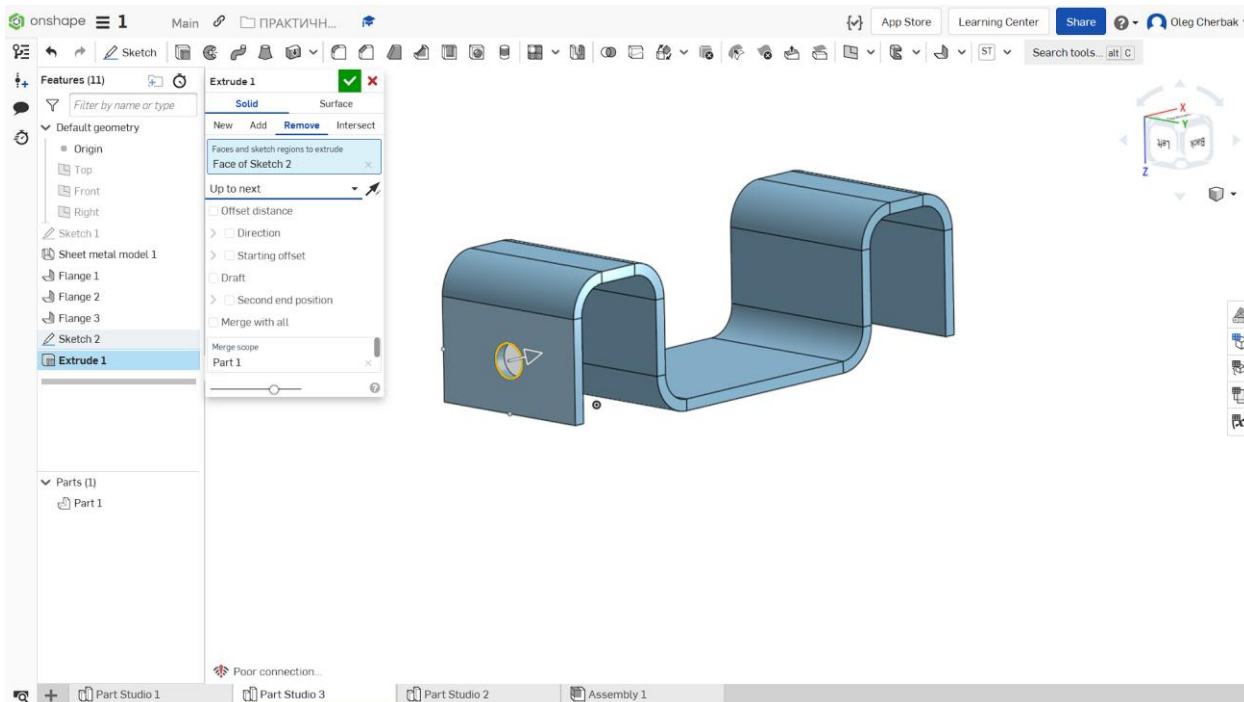 onshape 1 Main ПРАКТИЧН... App Store Learning Center Share Oleg Cherbak
Sketch ST Search tools... alt C
Features (11)
Filter by name or type
Default geometry
Origin
Top
Front
Right
Sketch 1
Sheet metal model 1
Flange 1
Flange 2
Flange 3
Sketch 2
Extrude 1
Parts (1)
Part 1
Extrude 1
Solid Surface
New Add Remove Intersect
Faces and sketch regions to extrude
Face of Sketch 2
Up to next
Offset distance
Direction
Starting offset
Draft
Second end position
Merge with all
Merge scope
Part 1
X
Y
Left Back
Z
Poor connection...
Part Studio 1 Part Studio 3 Part Studio 2 Assembly 1